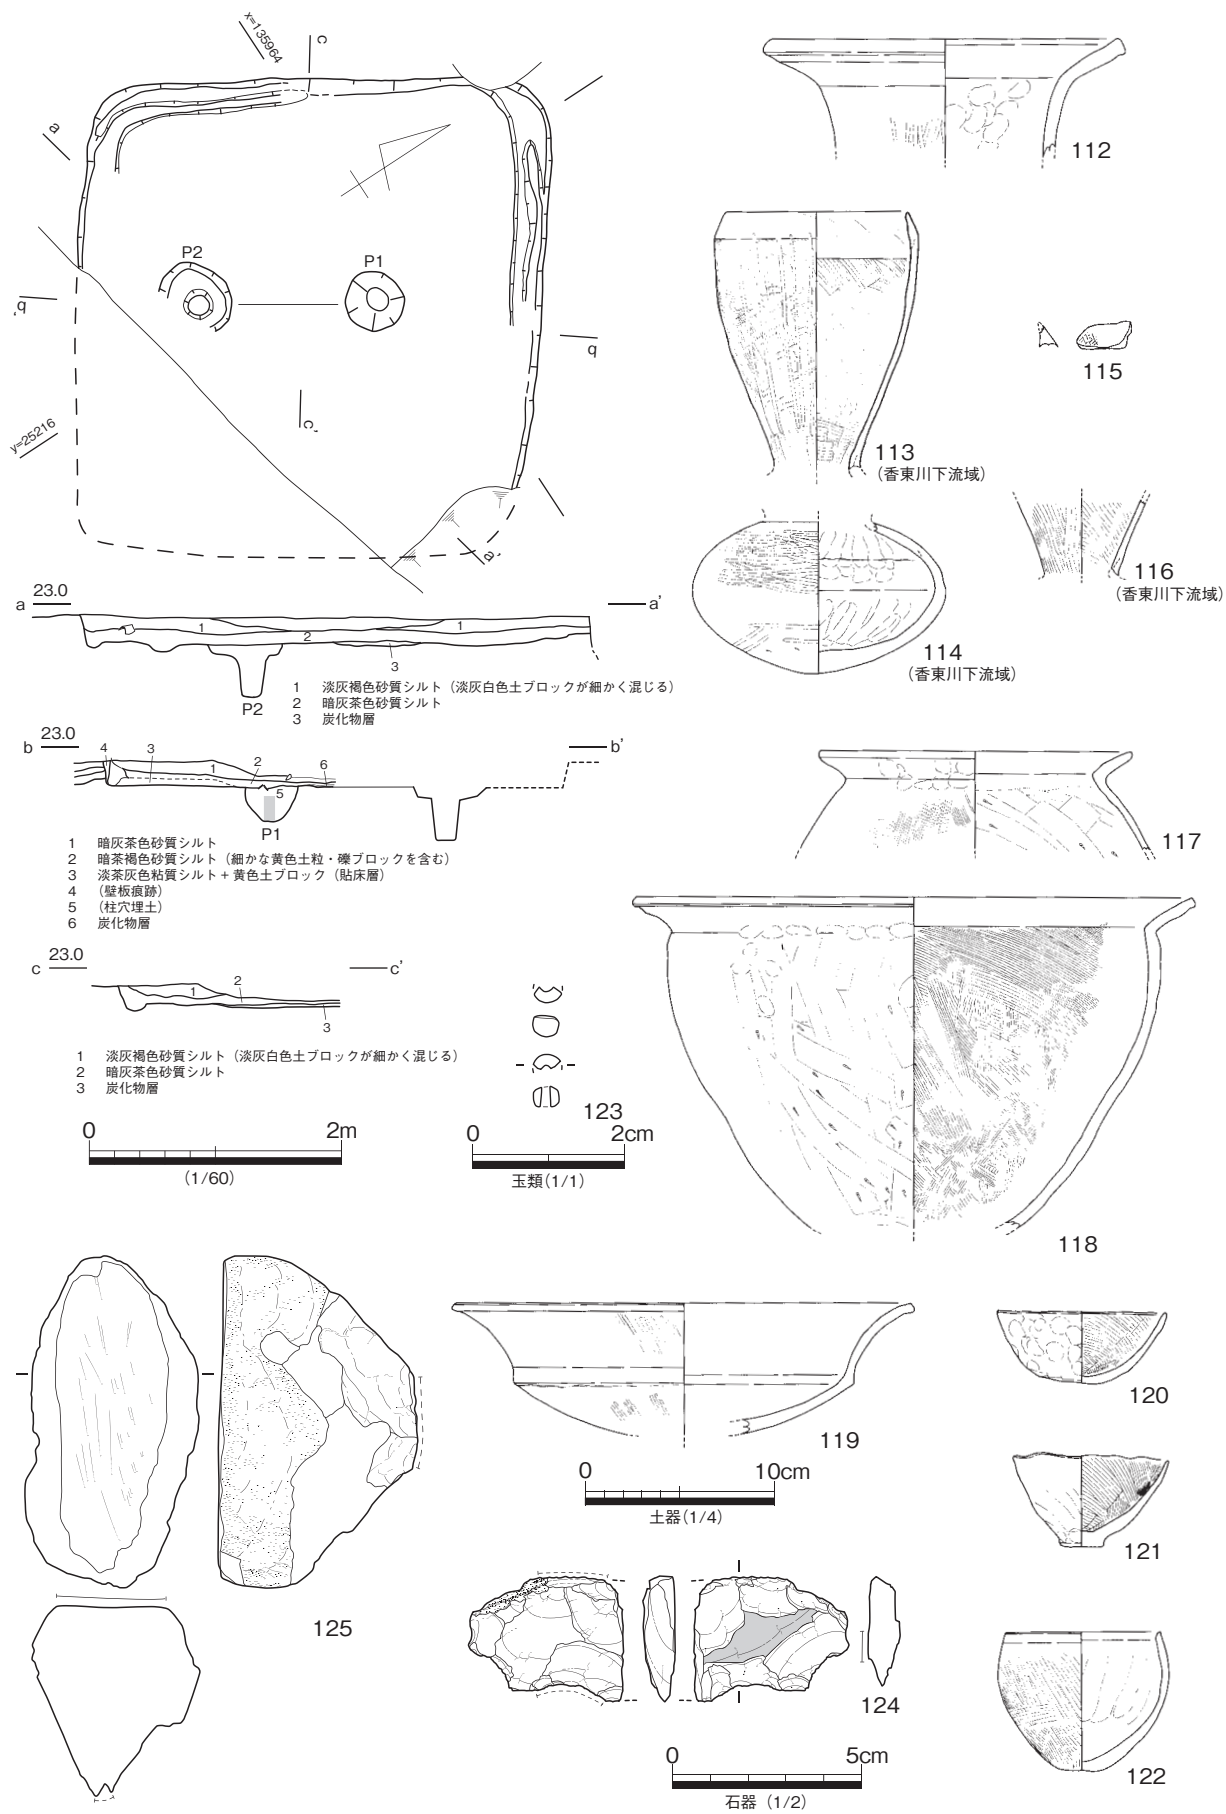 x=135964
c
a
P2
P1
b'
b
c'
y=25216
a'
a 23.0 a'
1
2
1
3
P2
1 淡灰褐色砂質シルト（淡灰白色土ブロックが細かく混じる）
2 暗灰茶色砂質シルト
3 炭化物層
b 23.0 b'
4
3
1
2
6
5
P1
1 暗灰茶色砂質シルト
2 暗茶褐色砂質シルト（細かな黄色土粒・礫ブロックを含む）
3 淡茶灰色粘質シルト＋黄色土ブロック（貼床層）
4 （壁板痕跡）
5 （柱穴埋土）
6 炭化物層
c 23.0 c'
1
2
3
1 淡灰褐色砂質シルト（淡灰白色土ブロックが細かく混じる）
2 暗灰茶色砂質シルト
3 炭化物層
0 2m
(1/60)
123
0 2cm
玉類(1/1)
112
113
（香東川下流域）
115
116
（香東川下流域）
114
（香東川下流域）
117
118
119
0 10cm
土器(1/4)
120
121
122
125
124
0 5cm
石器 (1/2)